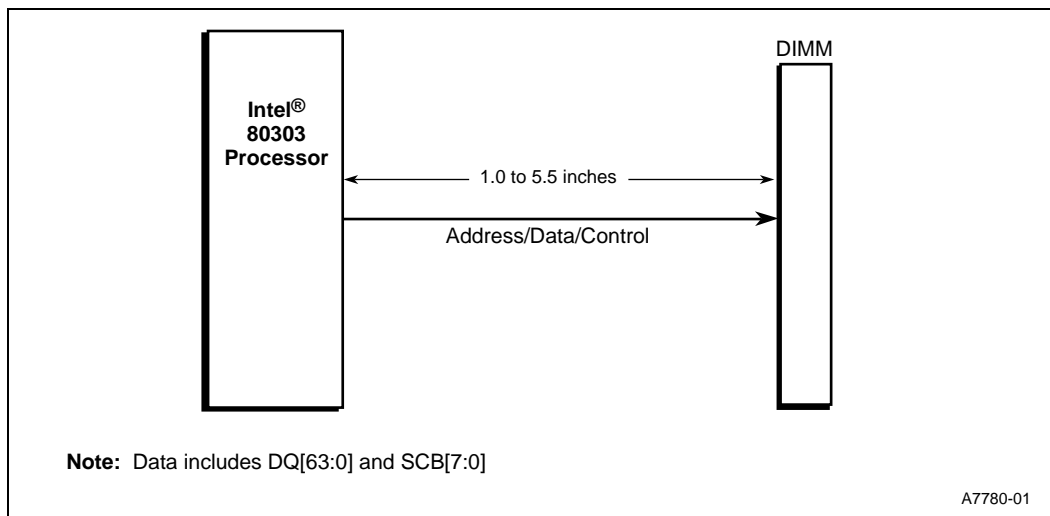 DIMM
Intel®
80303
Processor
1.0 to 5.5 inches
Address/Data/Control
Note: Data includes DQ[63:0] and SCB[7:0]
A7780-01